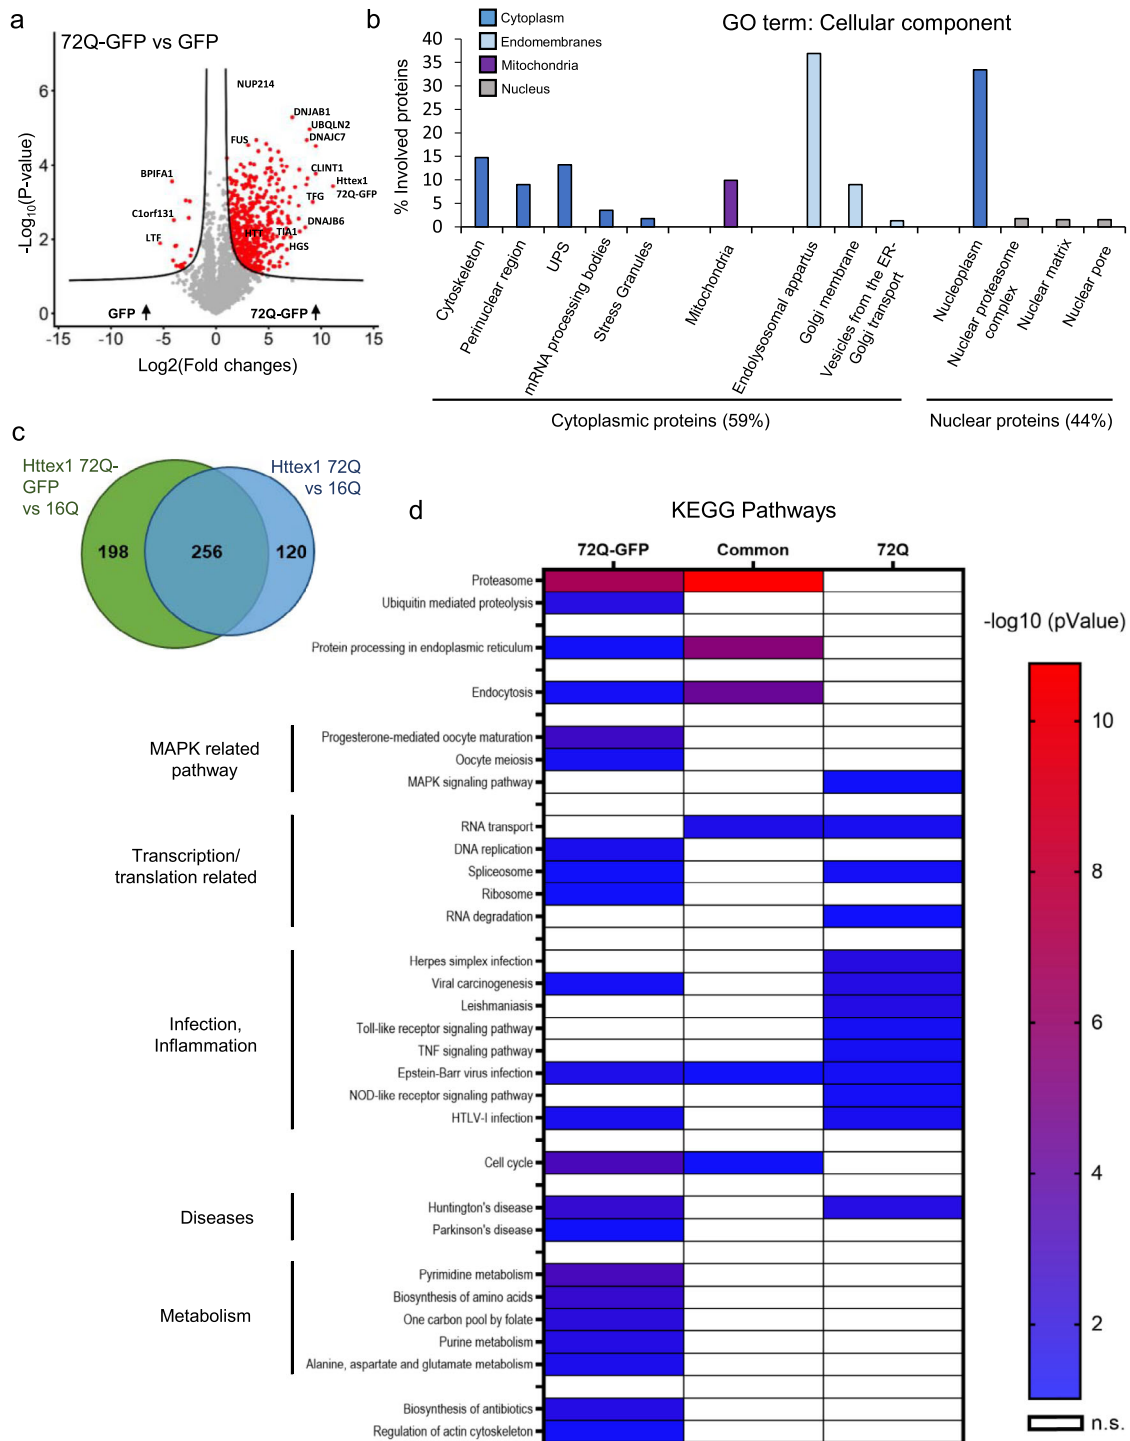 a
72Q-GFP vs GFP
-Log10(P-value)
6
4
2
0
NUP214
DNJAB1
UBQLN2
DNAJC7
FUS
CLINT1
Httex1
72Q-GFP
BPIFA1
TFG
C1orf131
DNAJB6
HTT
TIA1
LTF
HGS
GFP
72Q-GFP
-15
-10
-5
0
5
10
15
Log2(Fold changes)
b
GO term: Cellular component
Cytoplasm
Endomembranes
Mitochondria
Nucleus
% Involved proteins
40
35
30
25
20
15
10
5
0
Cytoskeleton
Perinuclear region
UPS
mRNA processing bodies
Stress Granules
Mitochondria
Endolysosomal appartus
Golgi membrane
Vesicles from the ER-
Golgi transport
Nucleoplasm
Nuclear proteasome
complex
Nuclear matrix
Nuclear pore
Cytoplasmic proteins (59%)
Nuclear proteins (44%)
c
Httex1 72Q-
GFP
vs 16Q
Httex1 72Q
vs 16Q
198
256
120
d
KEGG Pathways
72Q-GFP
Common
72Q
Proteasome
Ubiquitin mediated proteolysis
Protein processing in endoplasmic reticulum
Endocytosis
MAPK related
pathway
Progesterone-mediated oocyte maturation
Oocyte meiosis
MAPK signaling pathway
Transcription/
translation related
RNA transport
DNA replication
Spliceosome
Ribosome
RNA degradation
Infection,
Inflammation
Herpes simplex infection
Viral carcinogenesis
Leishmaniasis
Toll-like receptor signaling pathway
TNF signaling pathway
Epstein-Barr virus infection
NOD-like receptor signaling pathway
HTLV-I infection
Cell cycle
Diseases
Huntington's disease
Parkinson's disease
Metabolism
Pyrimidine metabolism
Biosynthesis of amino acids
One carbon pool by folate
Purine metabolism
Alanine, aspartate and glutamate metabolism
Biosynthesis of antibiotics
Regulation of actin cytoskeleton
-log10 (pValue)
10
8
6
4
2
n.s.